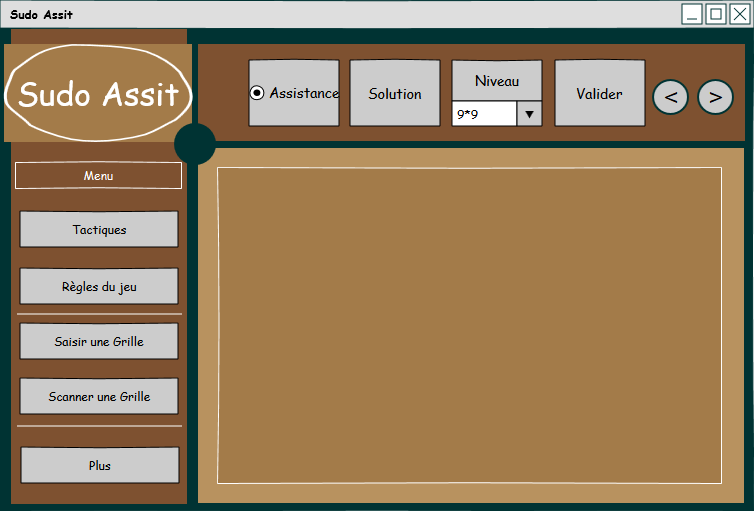 Sudo Assit
Sudo Assit
Assistance
Solution
Niveau
9*9
Valider
<
>
Menu
Tactiques
Règles du jeu
Saisir une Grille
Scanner une Grille
Plus